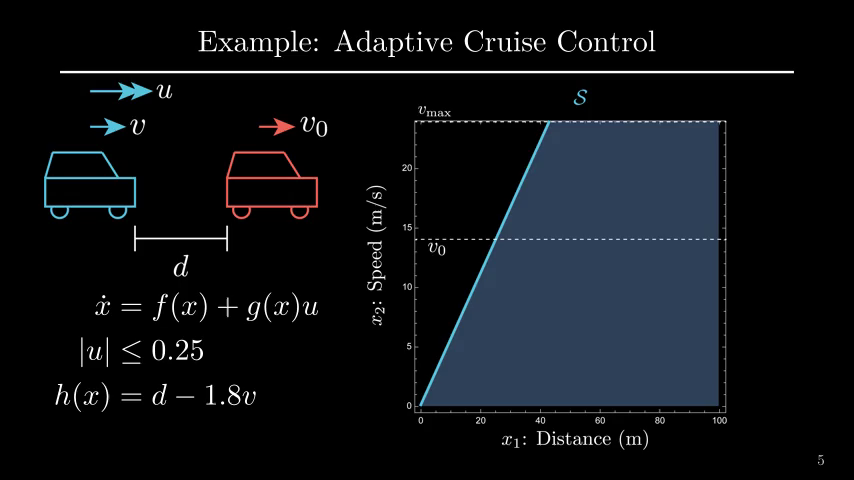 Example: Adaptive Cruise Control
u
v
v₀
d
ẋ = f(x) + g(x)u
|u| ≤ 0.25
h(x) = d − 1.8v
𝒮
v_max
v₀
x₂: Speed (m/s)
20
15
10
5
0
0 20 40 60 80 100
x₁: Distance (m)
5